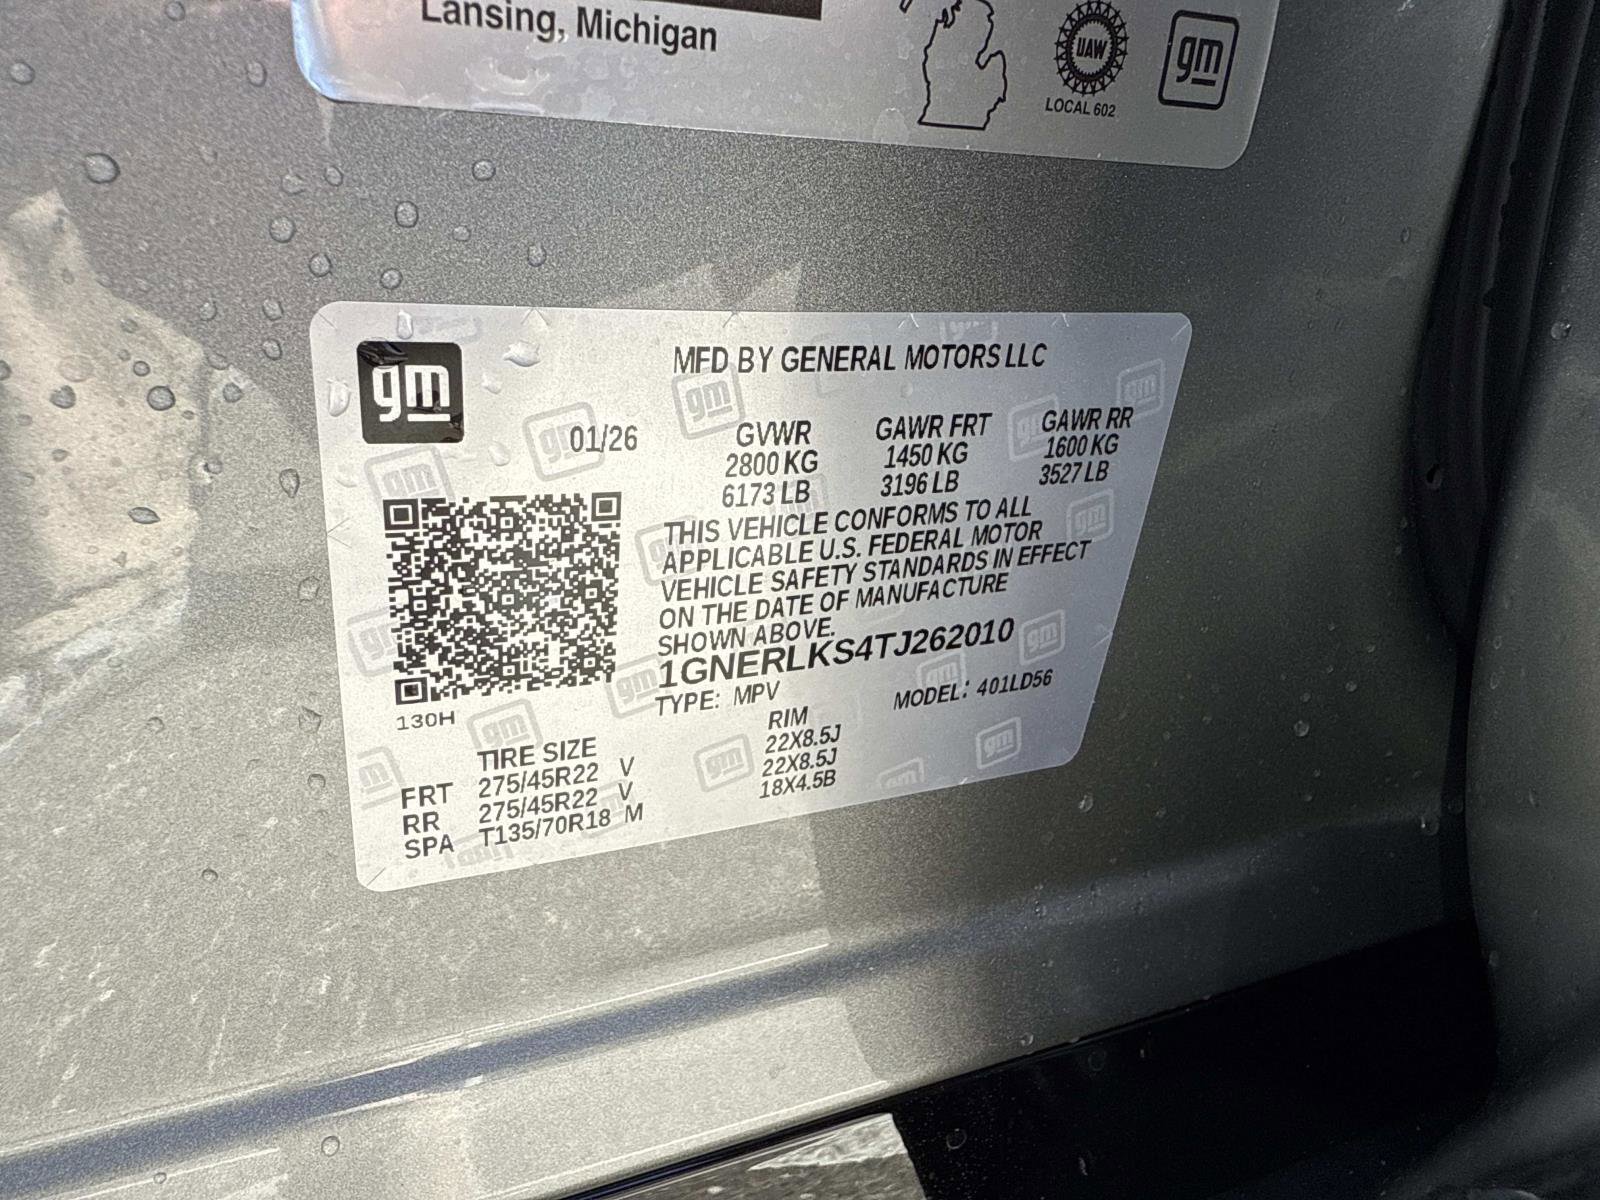 Lansing, Michigan
UAW
LOCAL 602
gm
gm
MFD BY GENERAL MOTORS LLC
01/26
GVWR GAWR FRT GAWR RR
2800 KG 1450 KG 1600 KG
6173 LB 3196 LB 3527 LB
THIS VEHICLE CONFORMS TO ALL
APPLICABLE U.S. FEDERAL MOTOR
VEHICLE SAFETY STANDARDS IN EFFECT
ON THE DATE OF MANUFACTURE
SHOWN ABOVE.
1GNERLKS4TJ262010
TYPE: MPV MODEL: 401LD56
130H
TIRE SIZE RIM
FRT 275/45R22 V 22X8.5J
RR 275/45R22 V 22X8.5J
SPA T135/70R18 M 18X4.5B